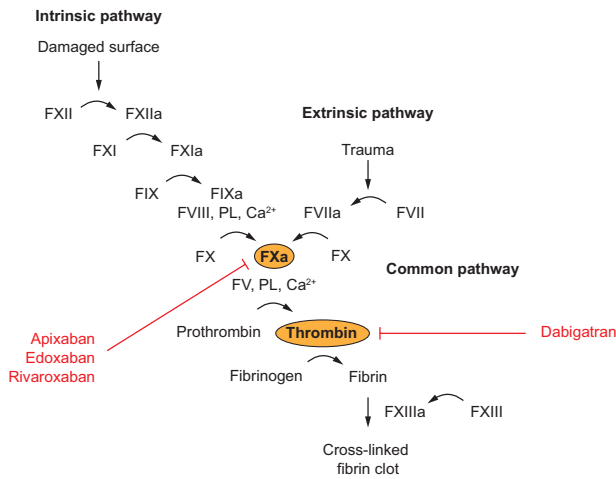 Intrinsic pathway
Damaged surface
FXII
FXIIa
Extrinsic pathway
FXI
FXIa
Trauma
FIX
FIXa
FVIII, PL, Ca²⁺
FVIIa
FVII
FX
FXa
FX
Common pathway
FV, PL, Ca²⁺
Prothrombin
Thrombin
Dabigatran
Apixaban
Edoxaban
Rivaroxaban
Fibrinogen
Fibrin
FXIIIa
FXIII
Cross-linked
fibrin clot